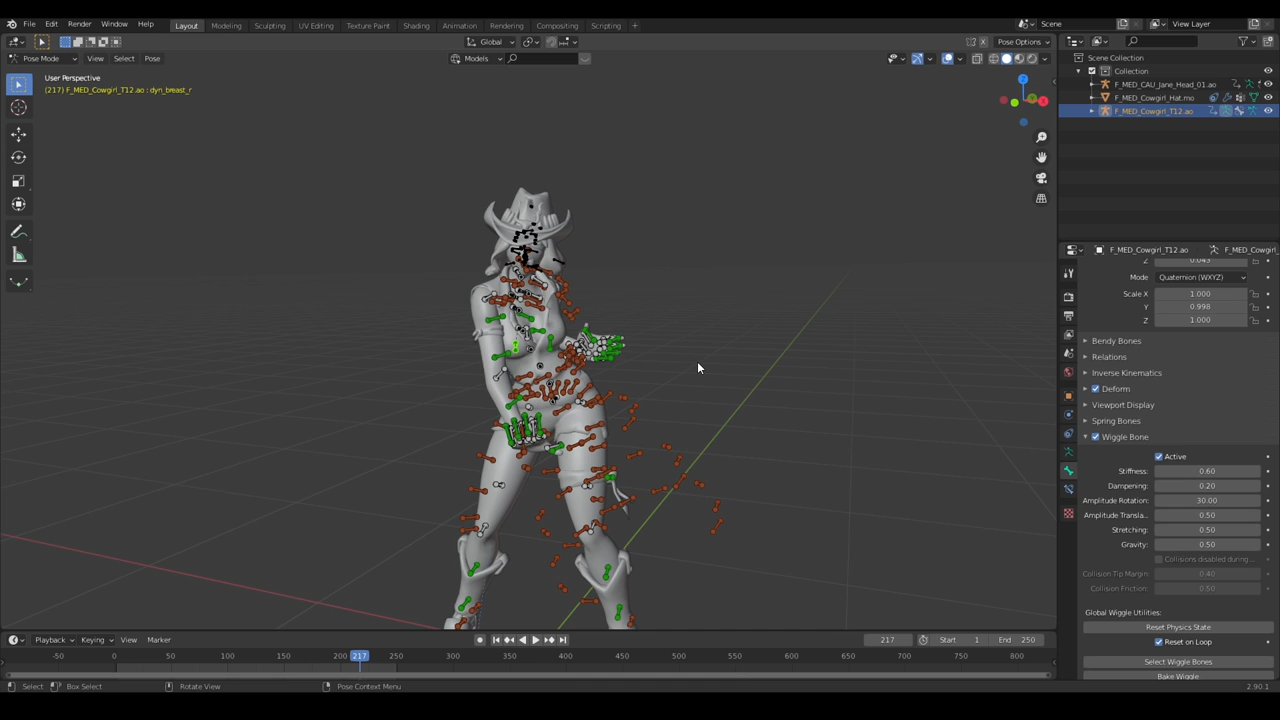 File Edit Render Window Help Layout Modeling Sculpting UV Editing Texture Paint Shading Animation Rendering Compositing Scripting + Scene View Layer
Global Pose Options
Pose Mode View Select Pose Models
User Perspective
(217) F_MED_Cowgirl_T12.ao : dyn_breast_r
Scene Collection
Collection
F_MED_CAU_Jane_Head_01.ao
F_MED_Cowgirl_Hat.mo
F_MED_Cowgirl_T12.ao
F_MED_Cowgirl_T12.ao F_MED_Cowgirl
Z 0.043
Mode Quaternion (WXYZ)
Scale X 1.000
Y 0.998
Z 1.000
Bendy Bones
Relations
Inverse Kinematics
Deform
Viewport Display
Spring Bones
Wiggle Bone
Active
Stiffness: 0.60
Dampening: 0.20
Amplitude Rotation: 30.00
Amplitude Transla... 0.50
Stretching: 0.50
Gravity: 0.50
Collisions disabled during...
Collision Tip Margin: 0.40
Collision Friction: 0.50
Global Wiggle Utilities:
Reset Physics State
Reset on Loop
Select Wiggle Bones
Bake Wiggle
Playback Keying View Marker 217 Start 1 End 250
-50 0 50 100 150 200 217 250 300 350 400 450 500 550 600 650 700 750 800
Select Box Select Rotate View Pose Context Menu 2.90.1